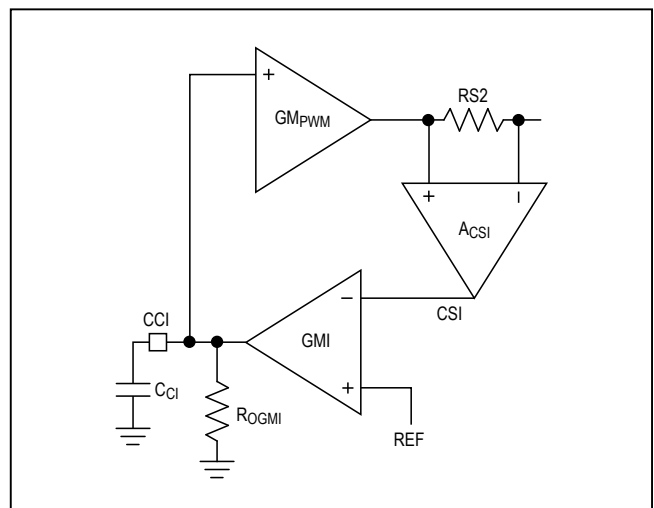 +
GMPWM
RS2
+ −
ACSI
CSI
−
GMI
+
REF
CCI
CCI
ROGMI